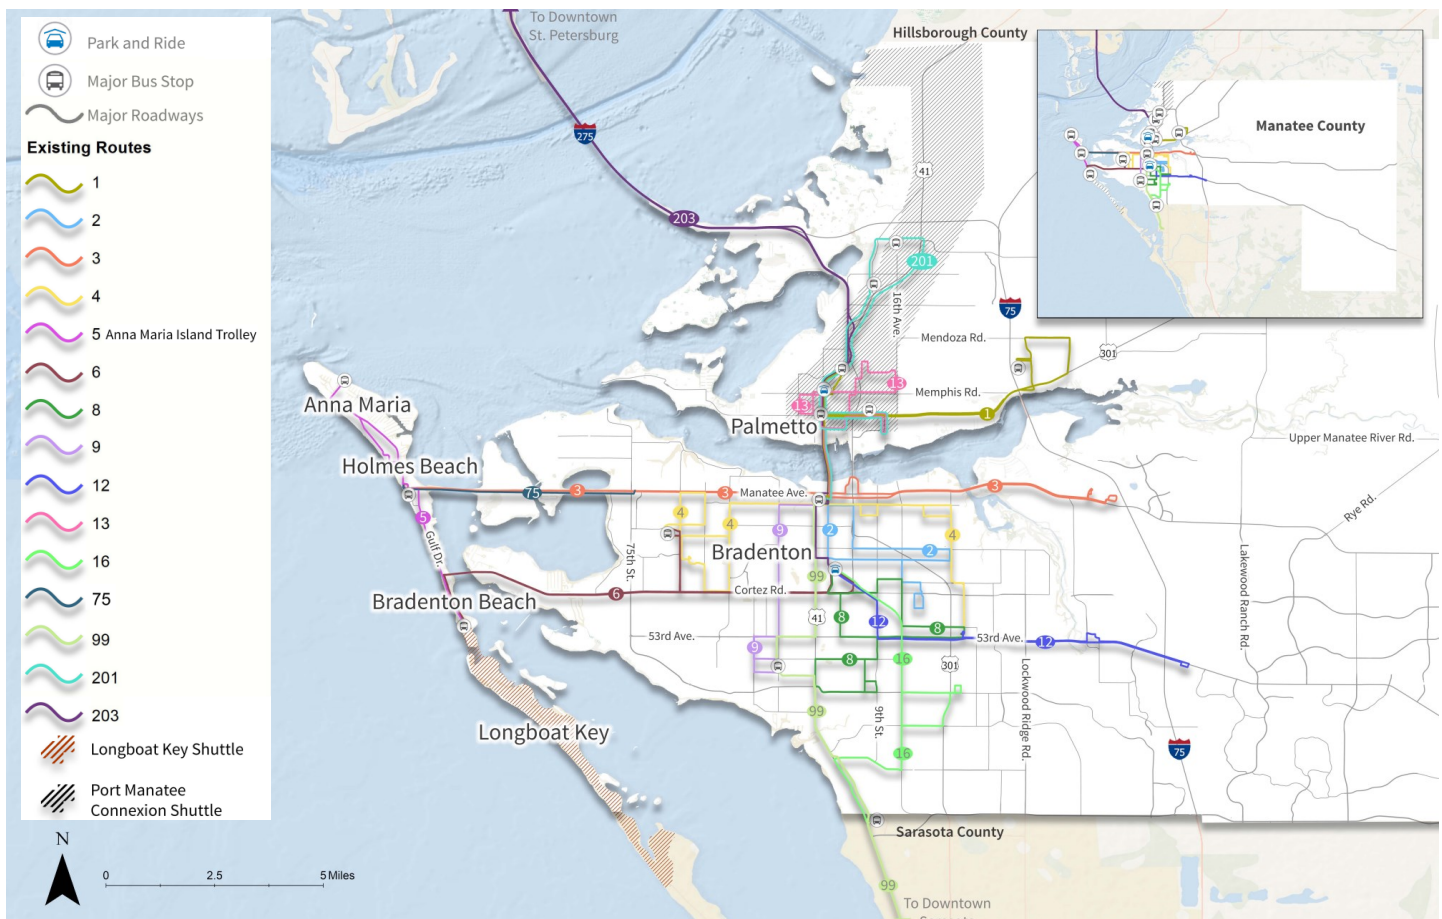 Park and Ride
Major Bus Stop
Major Roadways
Existing Routes
1
2
3
4
5 Anna Maria Island Trolley
6
8
9
12
13
16
75
99
201
203
Longboat Key Shuttle
Port Manatee
Connexion Shuttle
N
0 2.5 5 Miles
To Downtown
St. Petersburg
Hillsborough County
275
203
41
201
16th Ave.
75
Mendoza Rd.
301
13
Memphis Rd.
13
1
Palmetto
Upper Manatee River Rd.
Anna Maria
Holmes Beach
75
3
3
Manatee Ave.
3
Rye Rd.
5
Gulf Dr.
4
4
9
2
2
4
Bradenton
75th St.
Lakewood Ranch Rd.
99
6
Cortez Rd.
Bradenton Beach
41
8
12
8
53rd Ave.
53rd Ave.
12
9
8
16
301
Lockwood Ridge Rd.
99
9th St.
Longboat Key
16
75
Sarasota County
99
To Downtown
Manatee County